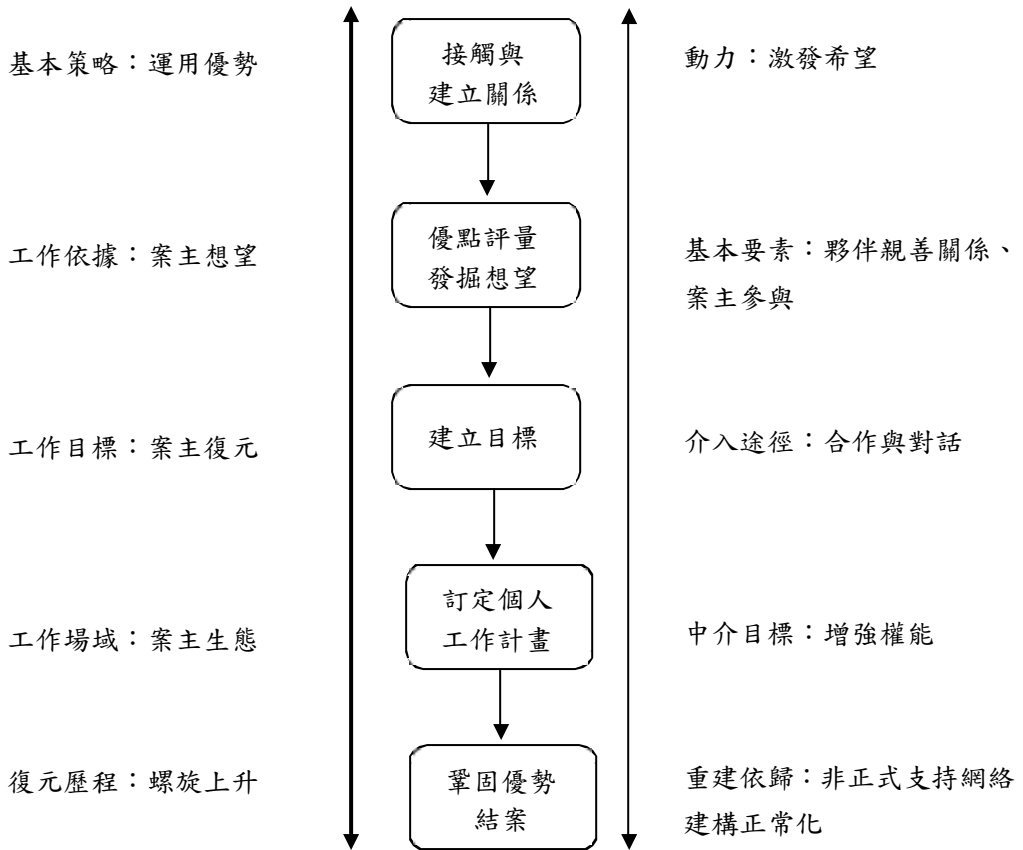 基本策略：運用優勢
接觸與
建立關係
動力：激發希望
工作依據：案主想望
優點評量
發掘想望
基本要素：夥伴親善關係、
案主參與
工作目標：案主復元
建立目標
介入途徑：合作與對話
工作場域：案主生態
訂定個人
工作計畫
中介目標：增強權能
復元歷程：螺旋上升
鞏固優勢
結案
重建依歸：非正式支持網絡
建構正常化